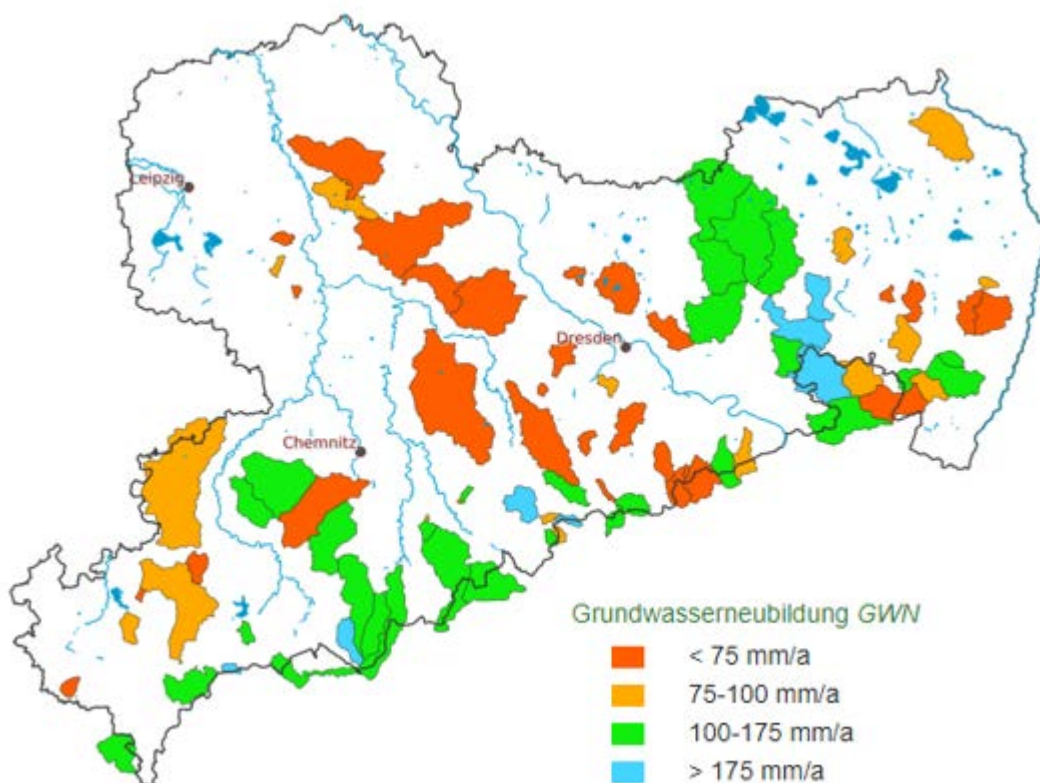 Leipzig
Dresden
Chemnitz
Grundwasserneubildung GWN
< 75 mm/a
75-100 mm/a
100-175 mm/a
> 175 mm/a